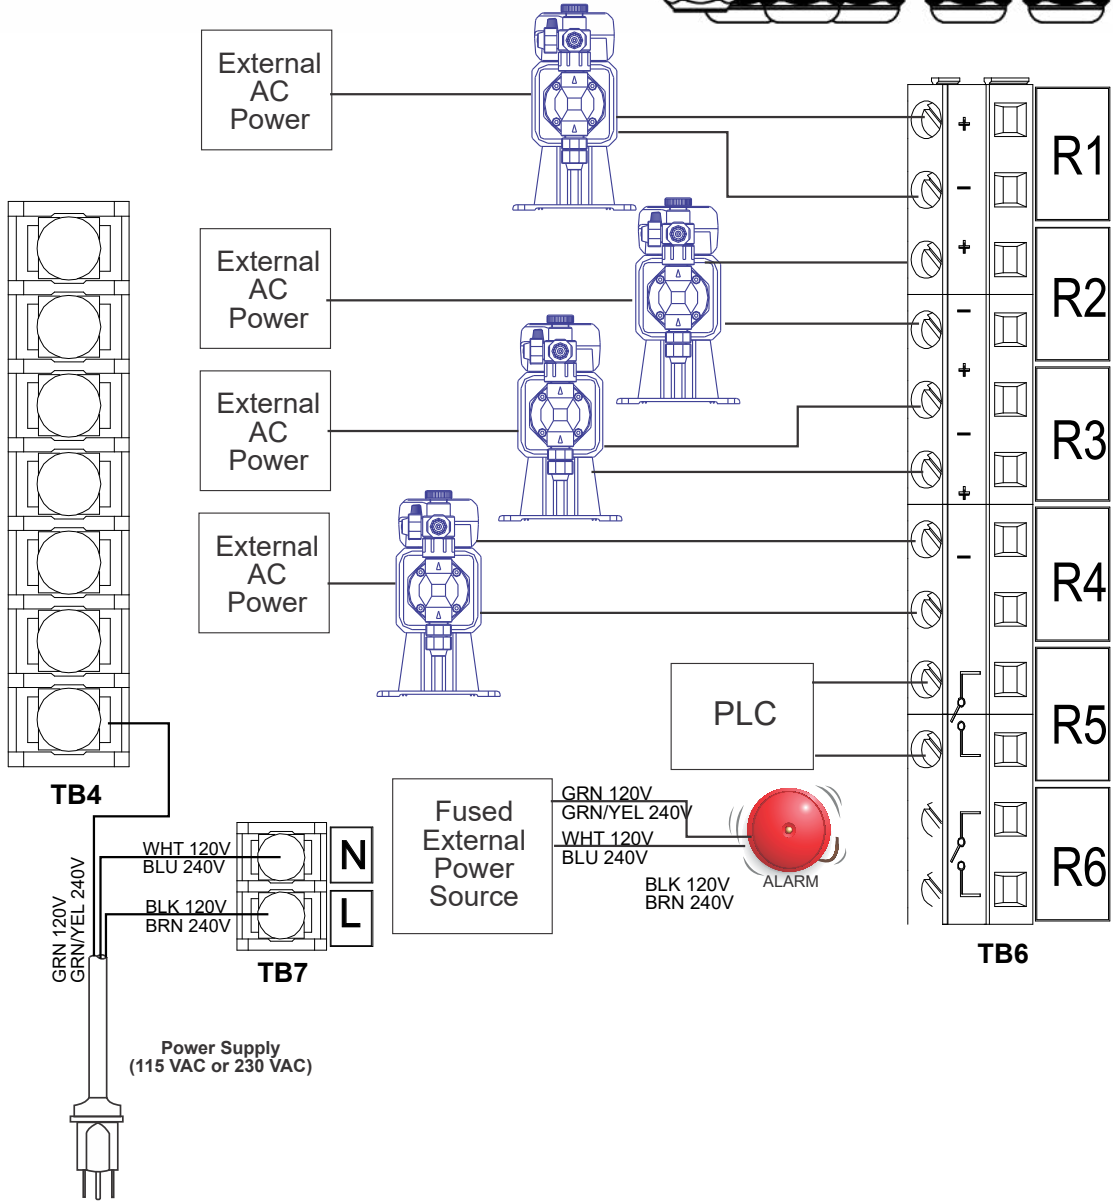 External
AC
Power
External
AC
Power
External
AC
Power
External
AC
Power
+
–
+
–
+
–
+
–
R1
R2
R3
R4
R5
R6
TB6
PLC
TB4
Fused
External
Power
Source
GRN 120V
GRN/YEL 240V
WHT 120V
BLU 240V
BLK 120V
BRN 240V
ALARM
WHT 120V
BLU 240V
BLK 120V
BRN 240V
N
L
TB7
GRN 120V
GRN/YEL 240V
Power Supply
(115 VAC or 230 VAC)